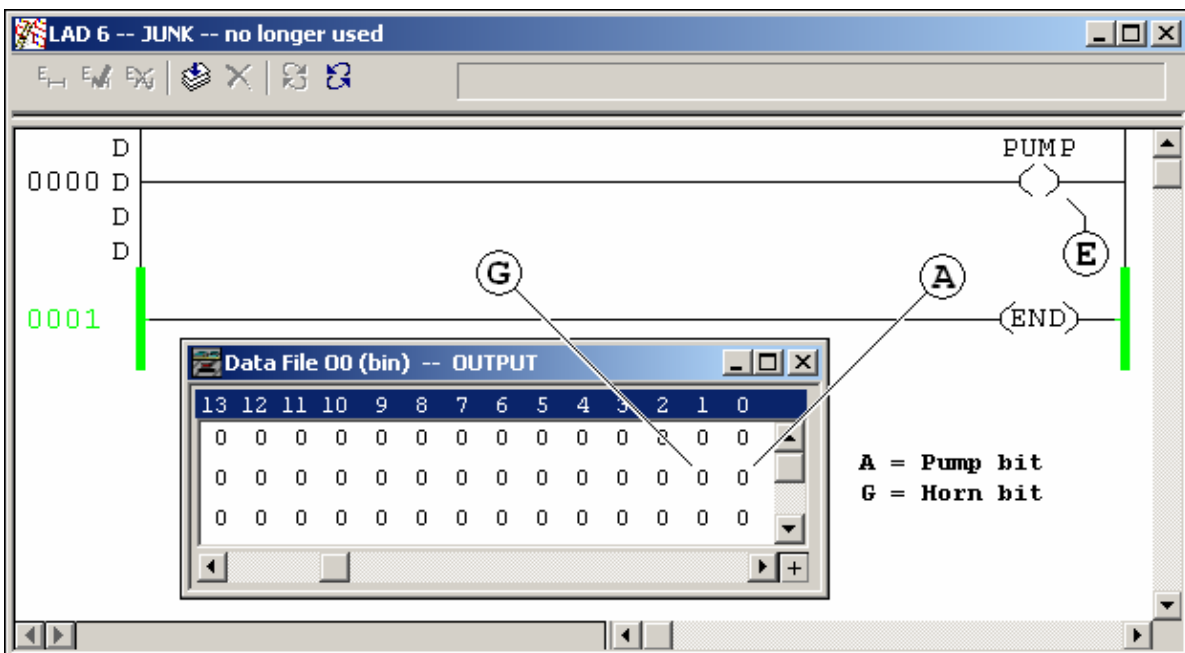 LAD 6 -- JUNK -- no longer used
D
PUMP
0000 D
D
D
E
G
A
0001
(END)
Data File O0 (bin) -- OUTPUT
13 12 11 10 9 8 7 6 5 4 3 2 1 0
0 0 0 0 0 0 0 0 0 0 0 0 0 0
0 0 0 0 0 0 0 0 0 0 0 0 0 0
0 0 0 0 0 0 0 0 0 0 0 0 0 0
A = Pump bit
G = Horn bit